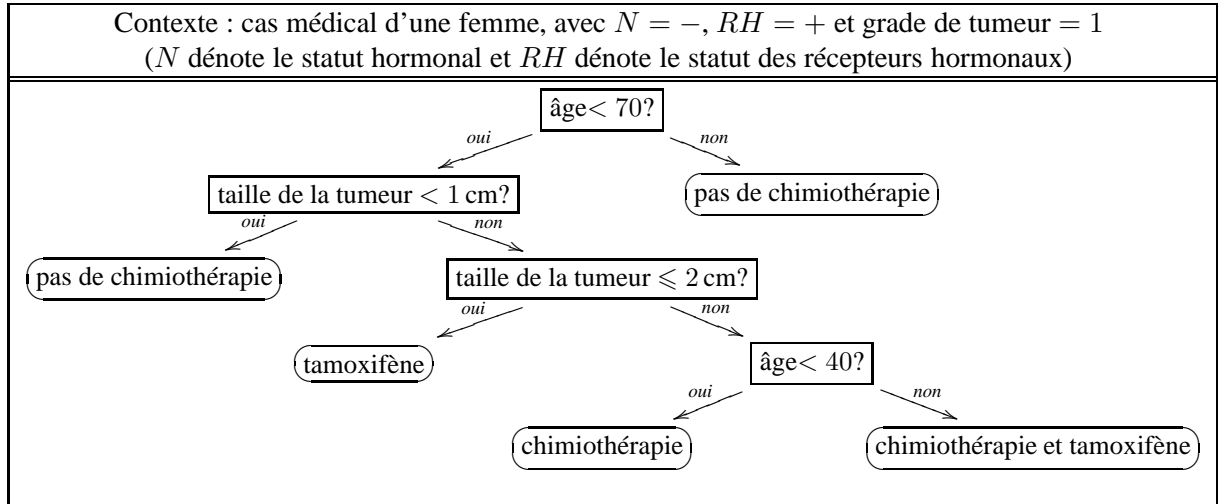 Contexte : cas médical d’une femme, avec N = −, RH = + et grade de tumeur = 1
(N dénote le statut hormonal et RH dénote le statut des récepteurs hormonaux)
âge< 70?
oui
non
taille de la tumeur < 1 cm?
pas de chimiothérapie
oui
non
pas de chimiothérapie
taille de la tumeur ⩽ 2 cm?
oui
non
tamoxifène
âge< 40?
oui
non
chimiothérapie
chimiothérapie et tamoxifène